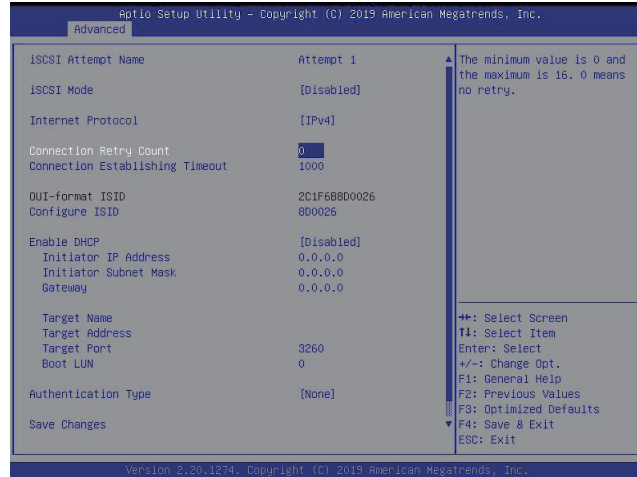 Aptio Setup Utility – Copyright (C) 2019 American Megatrends, Inc.
Advanced
iSCSI Attempt Name Attempt 1
iSCSI Mode [Disabled]
Internet Protocol [IPv4]
Connection Retry Count 0
Connection Establishing Timeout 1000
OUI-format ISID 2C1F6B8D0026
Configure ISID 8D0026
Enable DHCP [Disabled]
Initiator IP Address 0.0.0.0
Initiator Subnet Mask 0.0.0.0
Gateway 0.0.0.0
Target Name
Target Address
Target Port 3260
Boot LUN 0
Authentication Type [None]
Save Changes
The minimum value is 0 and
the maximum is 16. 0 means
no retry.
→←: Select Screen
↑↓: Select Item
Enter: Select
+/-: Change Opt.
F1: General Help
F2: Previous Values
F3: Optimized Defaults
F4: Save & Exit
ESC: Exit
Version 2.20.1274. Copyright (C) 2019 American Megatrends, Inc.